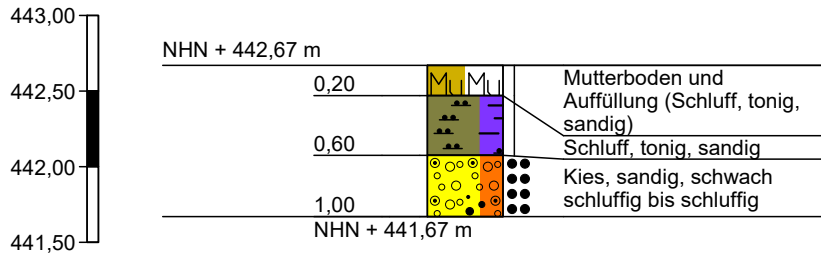 443,00
NHN + 442,67 m
442,50
0,20
Mu Mu
Mutterboden und
Auffüllung (Schluff, tonig,
sandig)
0,60
Schluff, tonig, sandig
442,00
Kies, sandig, schwach
schluffig bis schluffig
1,00
NHN + 441,67 m
441,50